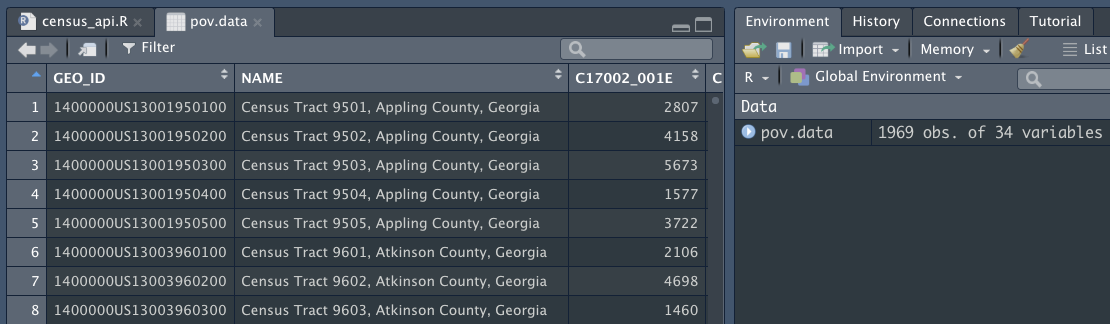 census_api.R pov.data
Filter
GEO_ID NAME C17002_001E C
1 1400000US13001950100 Census Tract 9501, Appling County, Georgia 2807
2 1400000US13001950200 Census Tract 9502, Appling County, Georgia 4158
3 1400000US13001950300 Census Tract 9503, Appling County, Georgia 5673
4 1400000US13001950400 Census Tract 9504, Appling County, Georgia 1577
5 1400000US13001950500 Census Tract 9505, Appling County, Georgia 3722
6 1400000US13003960100 Census Tract 9601, Atkinson County, Georgia 2106
7 1400000US13003960200 Census Tract 9602, Atkinson County, Georgia 4698
8 1400000US13003960300 Census Tract 9603, Atkinson County, Georgia 1460
Environment History Connections Tutorial
Import Memory List
R Global Environment
Data
pov.data 1969 obs. of 34 variables